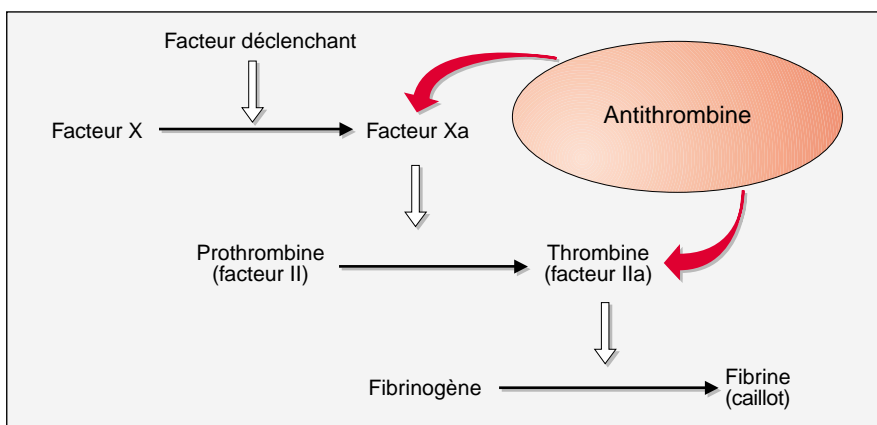 Facteur déclenchant
Antithrombine
Facteur X
Facteur Xa
Prothrombine
(facteur II)
Thrombine
(facteur IIa)
Fibrinogène
Fibrine
(caillot)